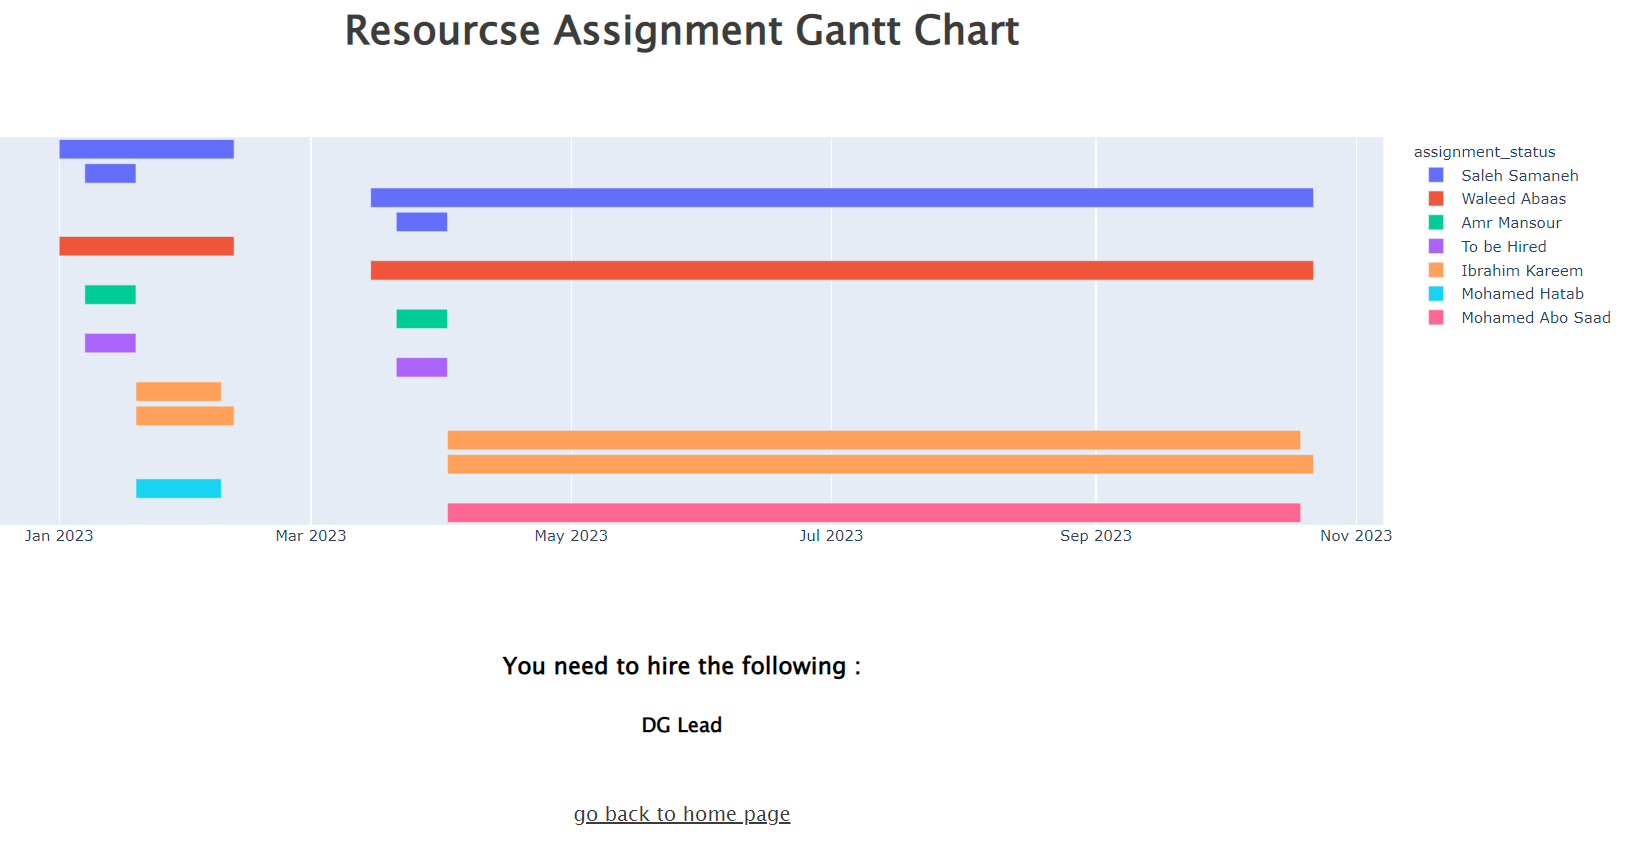 Resourcse Assignment Gantt Chart
assignment_status
Saleh Samaneh
Waleed Abaas
Amr Mansour
To be Hired
Ibrahim Kareem
Mohamed Hatab
Mohamed Abo Saad
Jan 2023 Mar 2023 May 2023 Jul 2023 Sep 2023 Nov 2023
You need to hire the following :
DG Lead
go back to home page